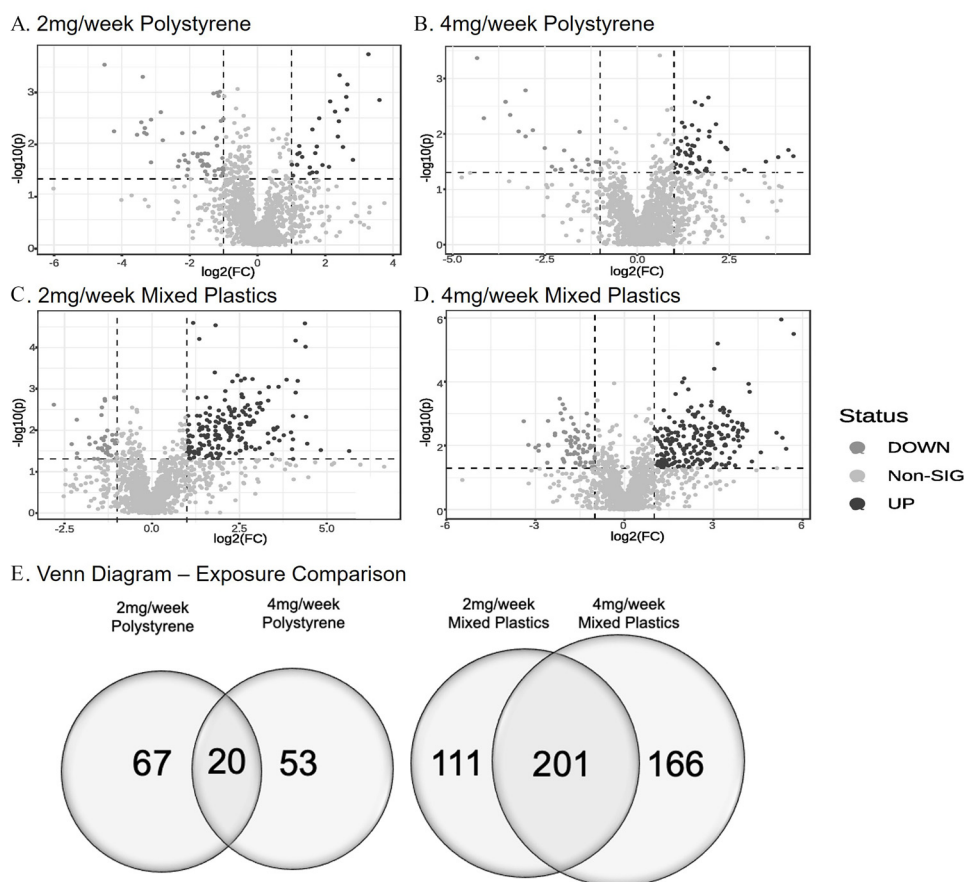 A. 2mg/week Polystyrene
-log10(p)
3
2
1
0
-6 -4 -2 0 2 4
log2(FC)
B. 4mg/week Polystyrene
-log10(p)
3
2
1
0
-5.0 -2.5 0.0 2.5
log2(FC)
C. 2mg/week Mixed Plastics
-log10(p)
4
3
2
1
0
-2.5 0.0 2.5 5.0
log2(FC)
D. 4mg/week Mixed Plastics
-log10(p)
6
4
2
0
-6 -3 0 3 6
log2(FC)
Status
DOWN
Non-SIG
UP
E. Venn Diagram – Exposure Comparison
2mg/week
Polystyrene
4mg/week
Polystyrene
67 20 53
2mg/week
Mixed Plastics
4mg/week
Mixed Plastics
111 201 166